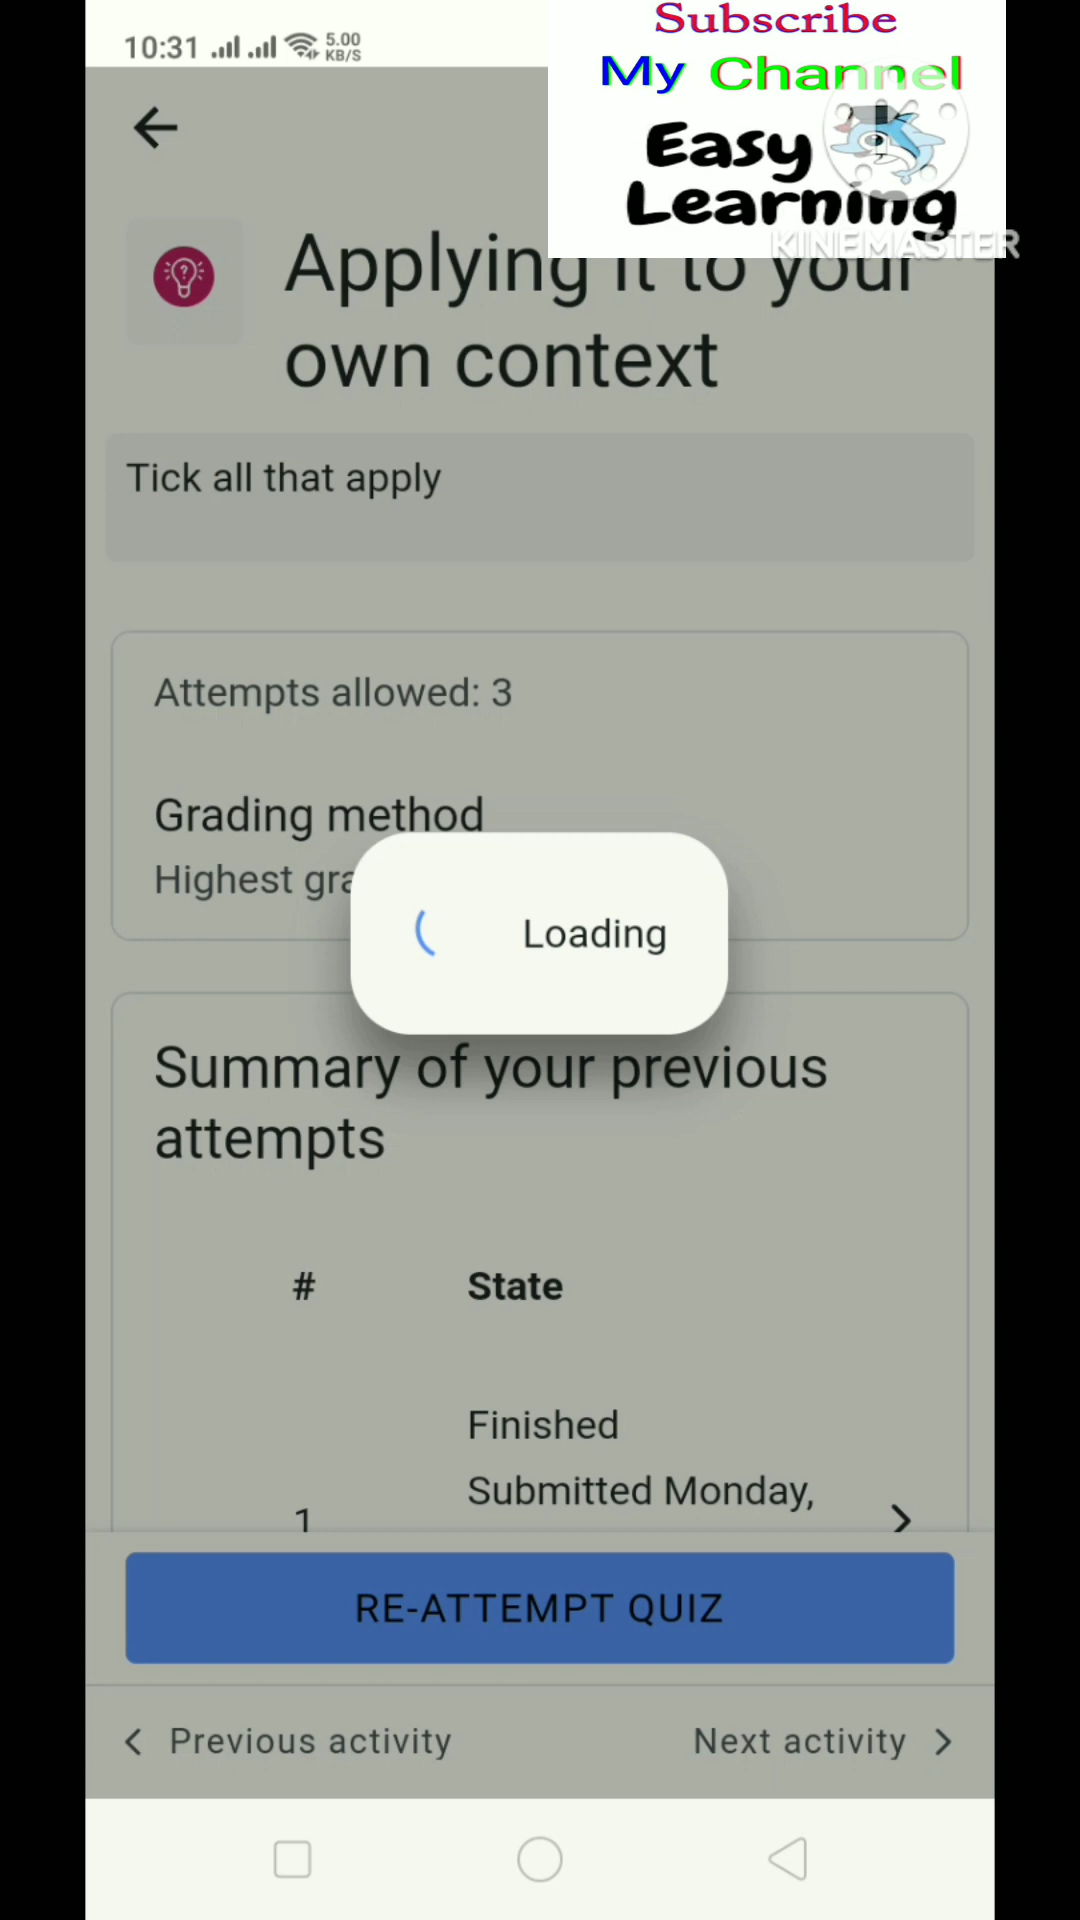 10:31
5.00
KB/S
Subscribe
My Channel
Easy
Learning
KINEMASTER
Applying it to your
own context
Tick all that apply
Attempts allowed: 3
Grading method
Highest gra
Loading
Summary of your previous
attempts
# State
Finished
Submitted Monday,
1
RE-ATTEMPT QUIZ
Previous activity
Next activity